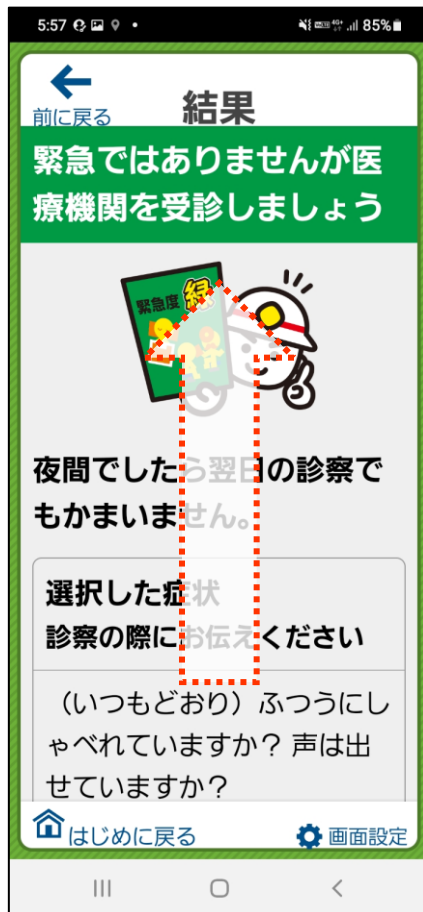 5:57
85%
前に戻る
結果
緊急ではありませんが医
療機関を受診しましょう
緊急度 緑
夜間でしたら翌日の診察で
もかまいません。
選択した症状
診察の際にお伝えください
（いつもどおり）ふつうにし
ゃべれていますか？ 声は出
せていますか？
はじめに戻る
画面設定